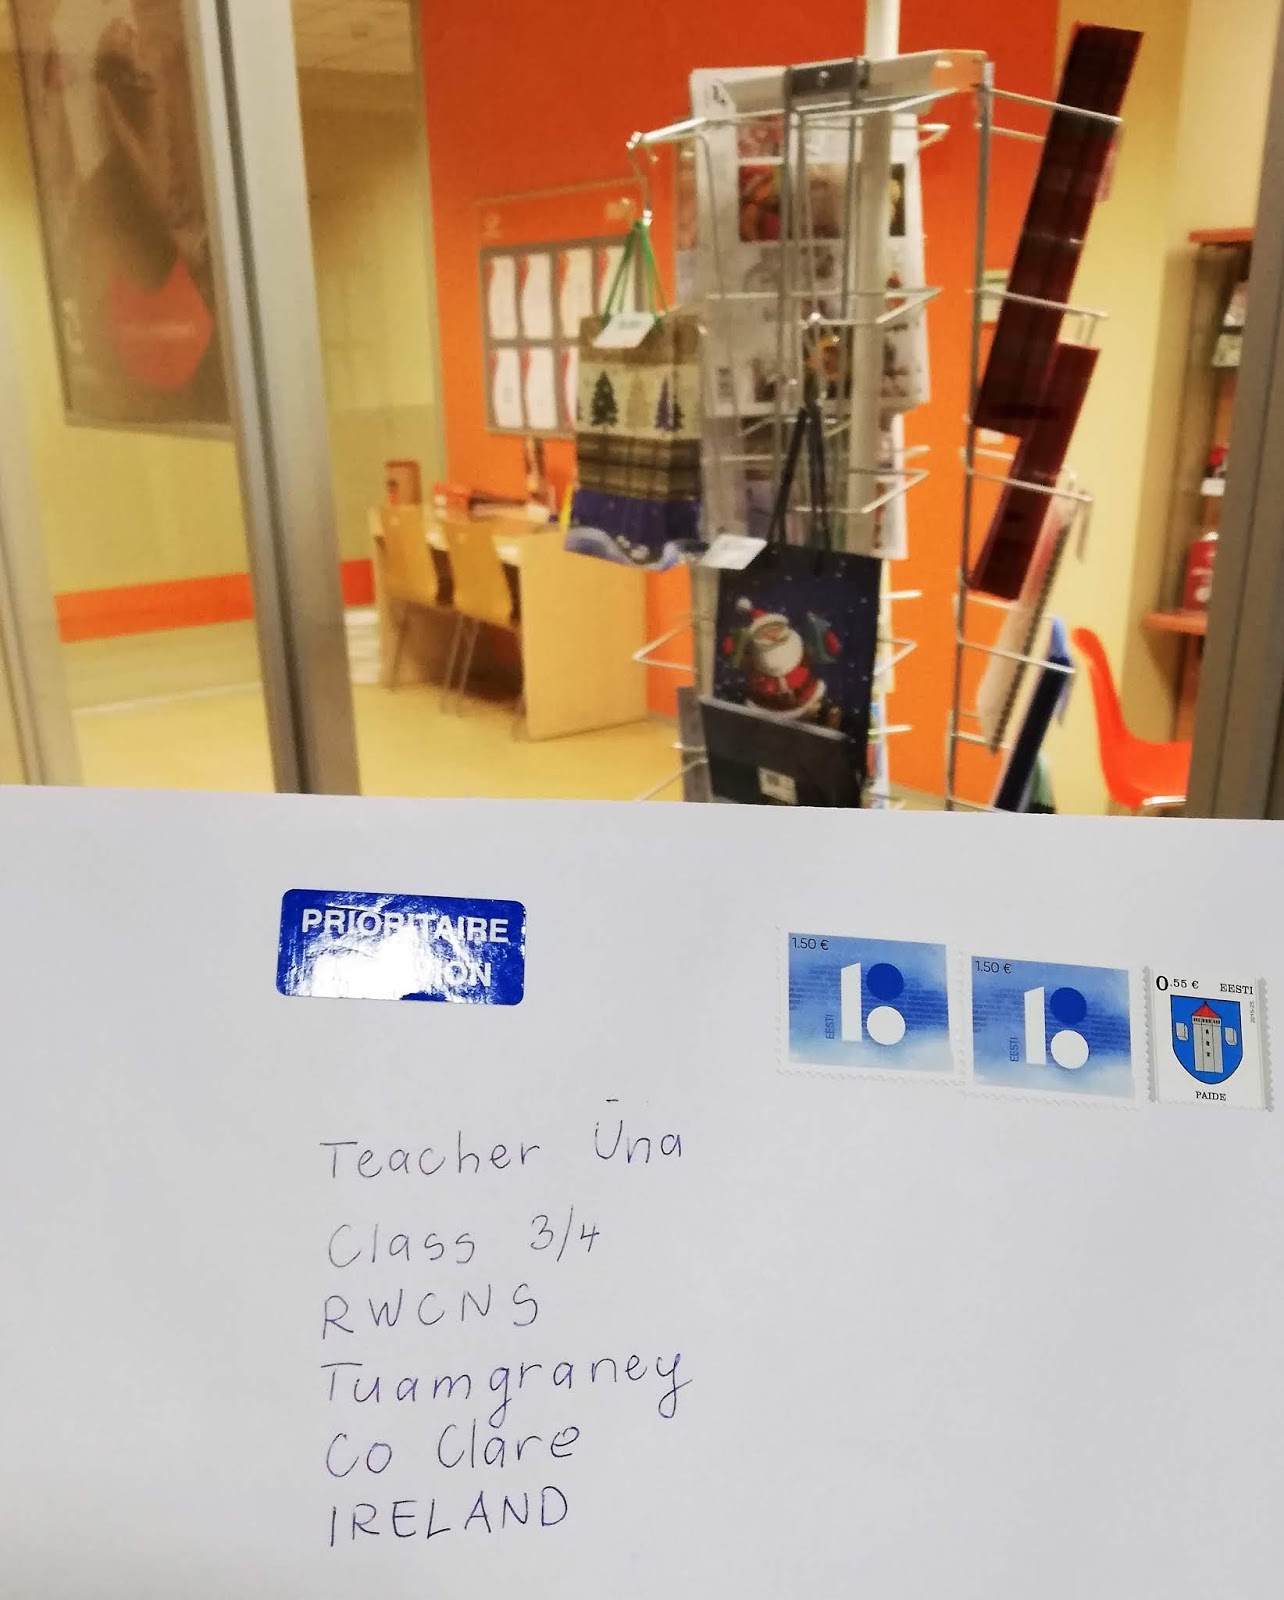 PRIORITAIRE
1.50 €
EESTI
1.50 €
EESTI
0.55 € EESTI
PAIDE
Teacher Ūna
Class 3/4
RWCNS
Tuamgraney
Co Clare
IRELAND